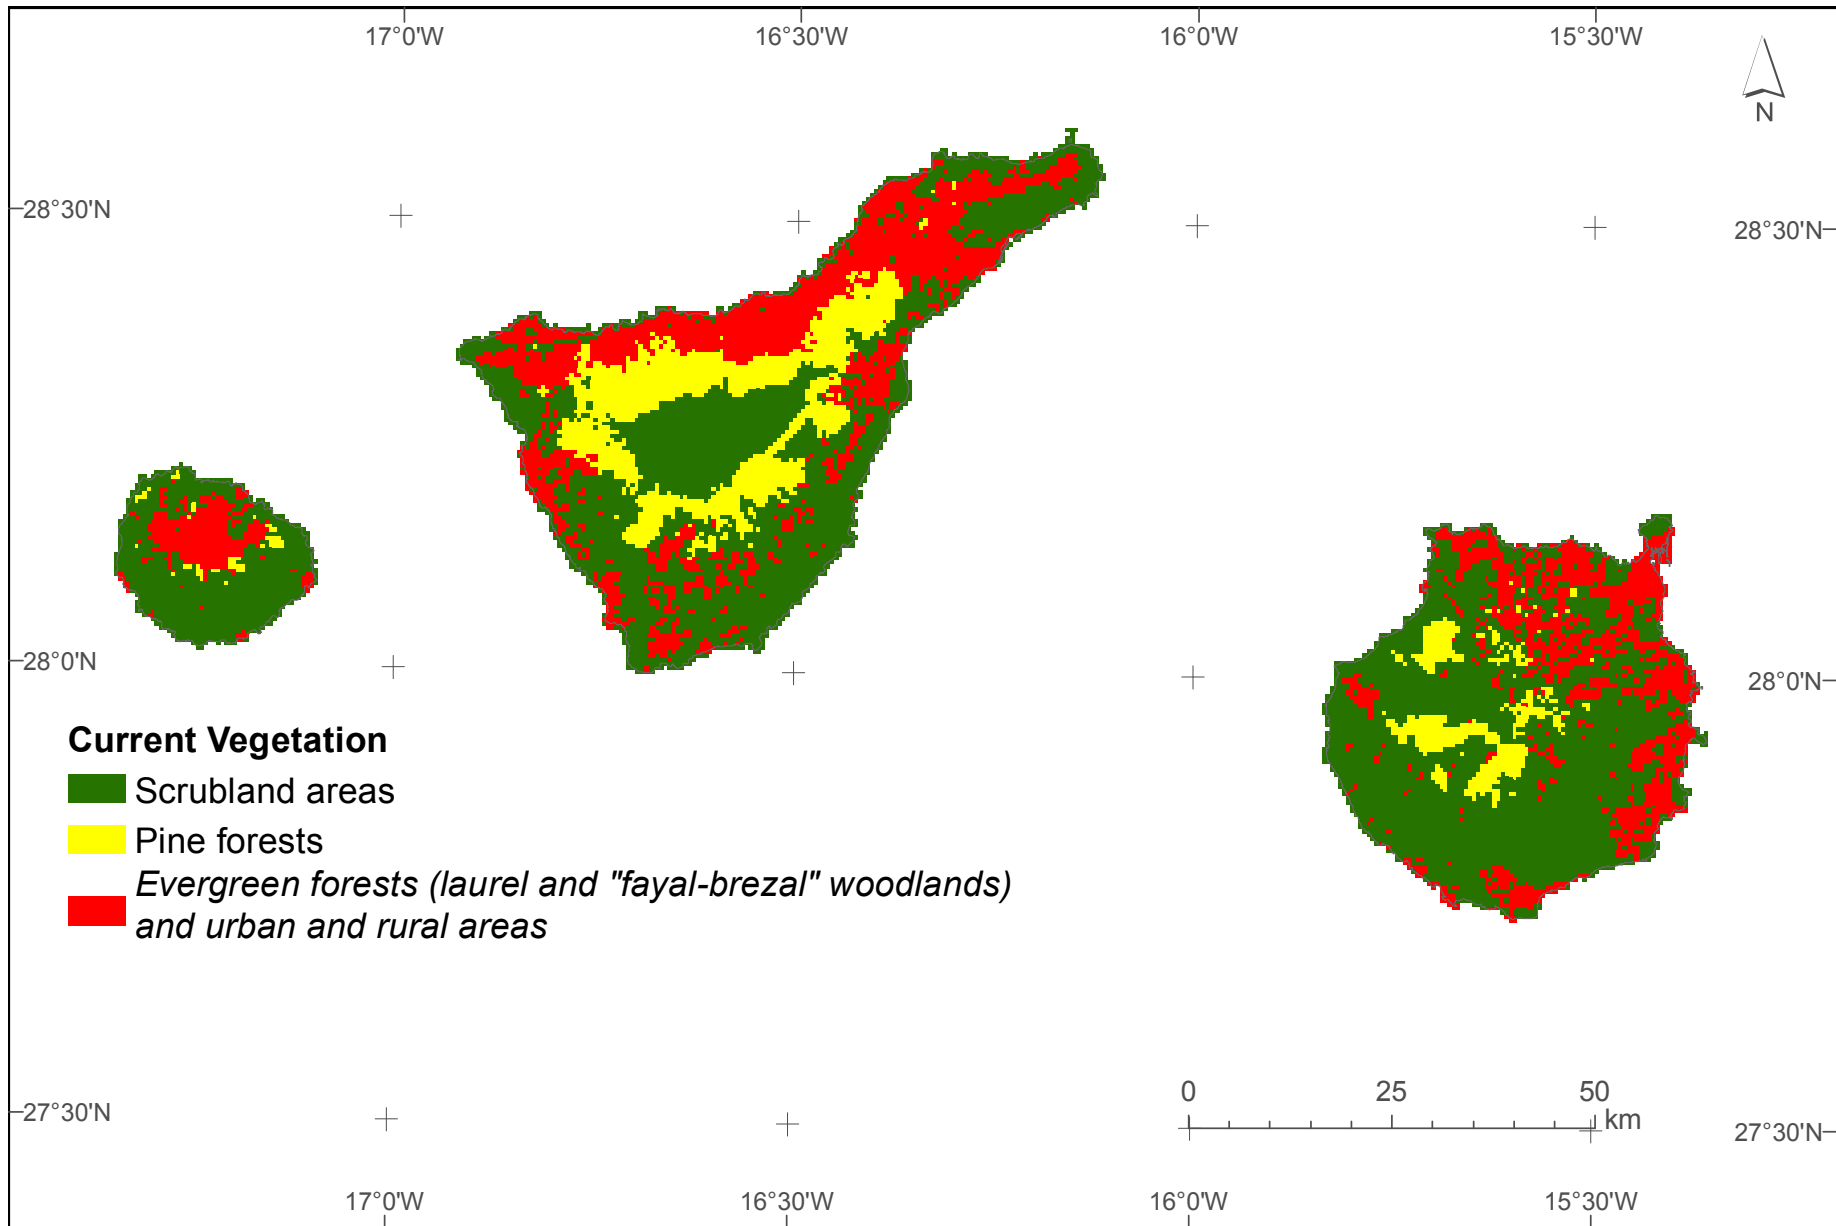 17°0'W
16°30'W
16°0'W
15°30'W
N
28°30'N
28°30'N
28°0'N
28°0'N
Current Vegetation
Scrubland areas
Pine forests
Evergreen forests (laurel and "fayal-brezal" woodlands)
and urban and rural areas
0
25
50
km
27°30'N
27°30'N
17°0'W
16°30'W
16°0'W
15°30'W